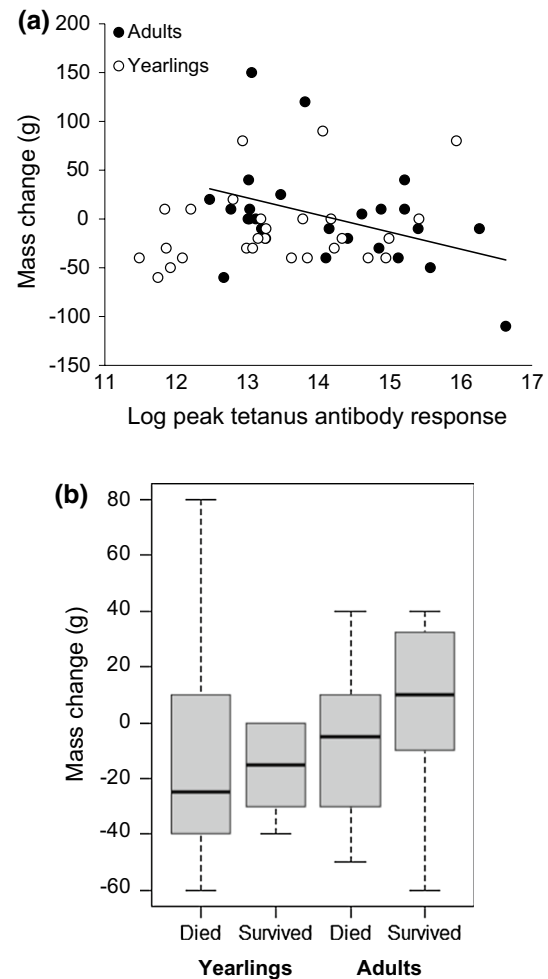 (a)
200
150
100
50
0
-50
-100
-150
Mass change (g)
Adults
Yearlings
11 12 13 14 15 16 17
Log peak tetanus antibody response
(b)
80
60
40
20
0
-20
-40
-60
Mass change (g)
Died Survived Died Survived
Yearlings Adults